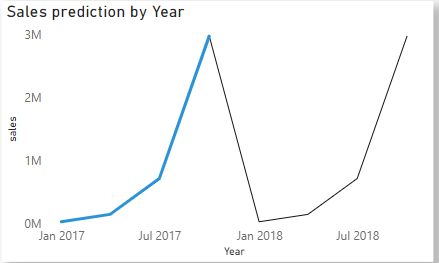 Sales prediction by Year
3M
2M
1M
0M
sales
Jan 2017 Jul 2017 Jan 2018 Jul 2018
Year